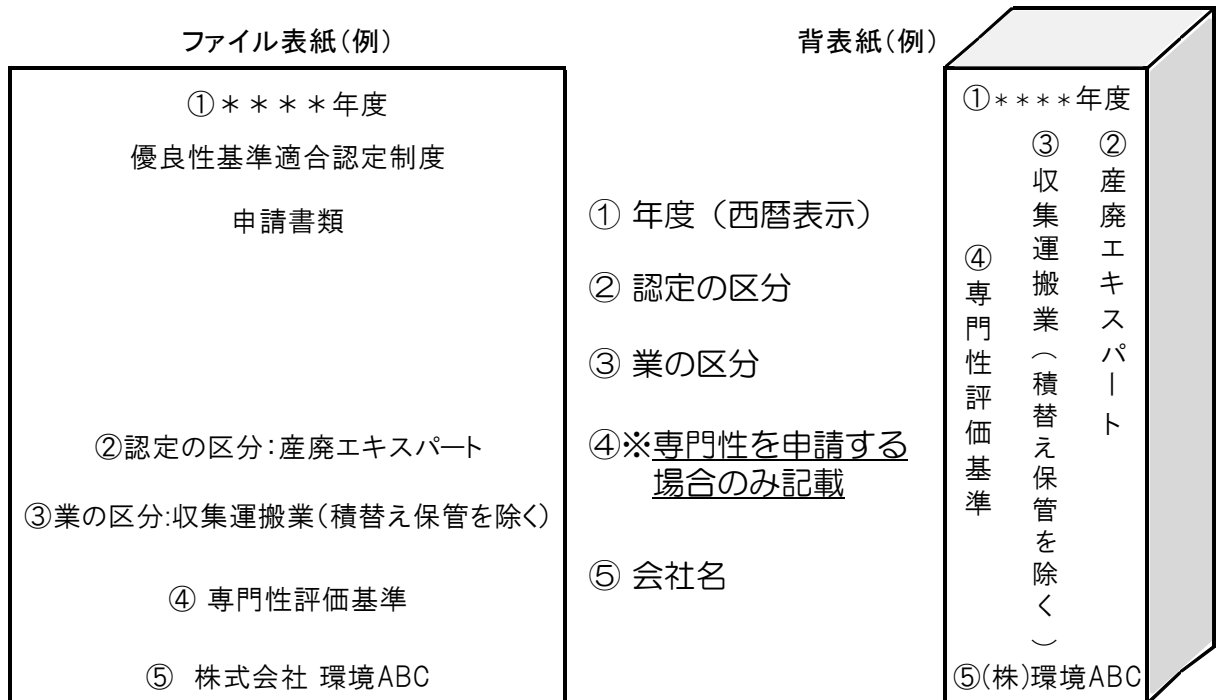 ファイル表紙(例)
①****年度
優良性基準適合認定制度
申請書類
②認定の区分:産廃エキスパート
③業の区分:収集運搬業(積替え保管を除く)
④ 専門性評価基準
⑤ 株式会社 環境ABC
① 年度(西暦表示)
② 認定の区分
③ 業の区分
④※専門性を申請する
場合のみ記載
⑤ 会社名
背表紙(例)
①****年度
②産廃エキスパート
③収集運搬業(積替え保管を除く)
④専門性評価基準
⑤(株)環境ABC